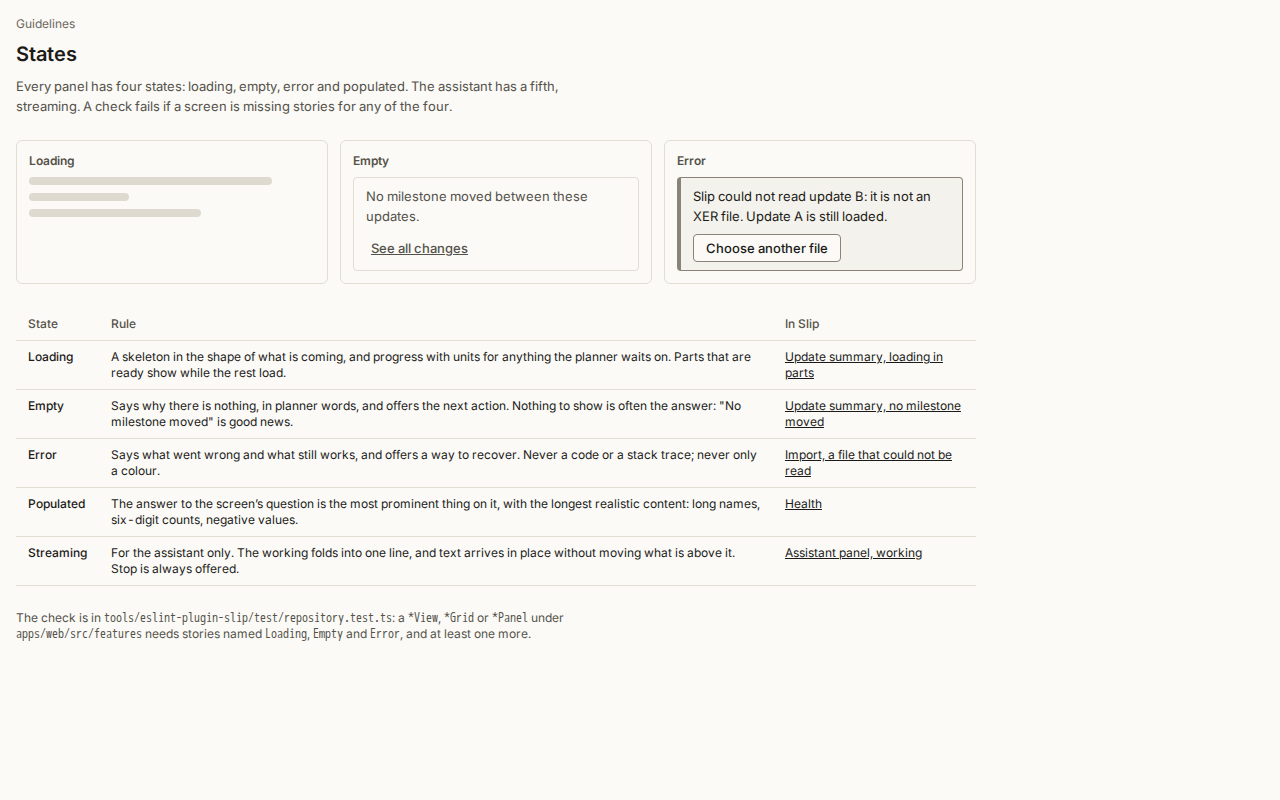 Guidelines
States
Every panel has four states: loading, empty, error and populated. The assistant has a fifth,
streaming. A check fails if a screen is missing stories for any of the four.
Loading
Empty
No milestone moved between these
updates.
See all changes
Error
Slip could not read update B: it is not an
XER file. Update A is still loaded.
Choose another file
State Rule In Slip
Loading A skeleton in the shape of what is coming, and progress with units for anything the planner waits on. Parts that are Update summary, loading in
ready show while the rest load. parts
Empty Says why there is nothing, in planner words, and offers the next action. Nothing to show is often the answer: "No Update summary, no milestone
milestone moved" is good news. moved
Error Says what went wrong and what still works, and offers a way to recover. Never a code or a stack trace; never only Import, a file that could not be
a colour. read
Populated The answer to the screen’s question is the most prominent thing on it, with the longest realistic content: long names, Health
six-digit counts, negative values.
Streaming For the assistant only. The working folds into one line, and text arrives in place without moving what is above it. Assistant panel, working
Stop is always offered.
The check is in tools/eslint-plugin-slip/test/repository.test.ts: a *View, *Grid or *Panel under
apps/web/src/features needs stories named Loading, Empty and Error, and at least one more.